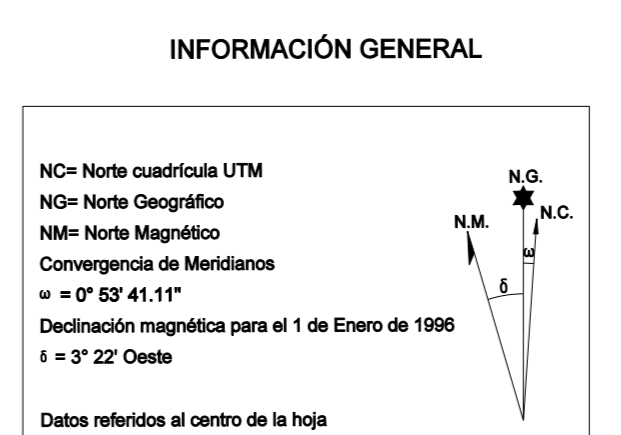 INFORMACIÓN GENERAL
NC= Norte cuadrícula UTM
NG= Norte Geográfico
NM= Norte Magnético
Convergencia de Meridianos
ω = 0° 53' 41.11"
Declinación magnética para el 1 de Enero de 1996
δ = 3° 22' Oeste
Datos referidos al centro de la hoja
N.G.
N.M.
N.C.
ω
δ